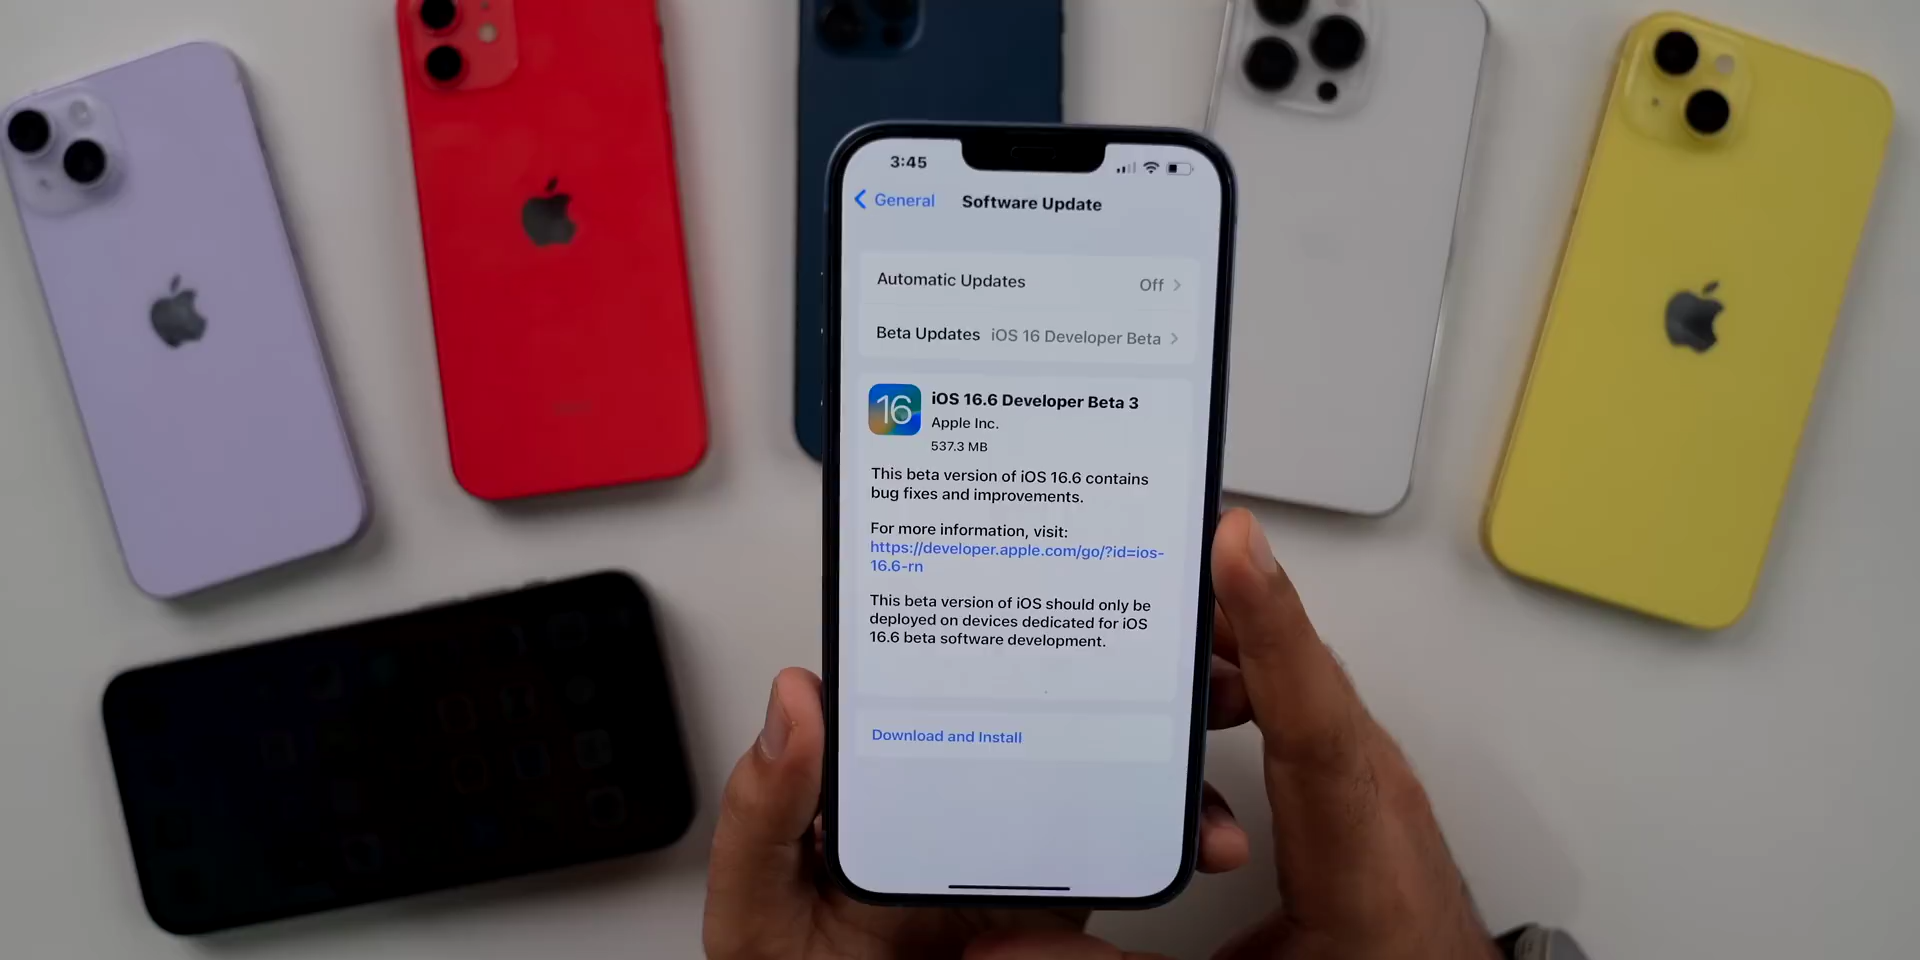 3:45
General
Software Update
Automatic Updates Off
Beta Updates iOS 16 Developer Beta
16
iOS 16.6 Developer Beta 3
Apple Inc.
537.3 MB
This beta version of iOS 16.6 contains
bug fixes and improvements.
For more information, visit:
https://developer.apple.com/go/?id=ios-
16.6-rn
This beta version of iOS should only be
deployed on devices dedicated for iOS
16.6 beta software development.
Download and Install